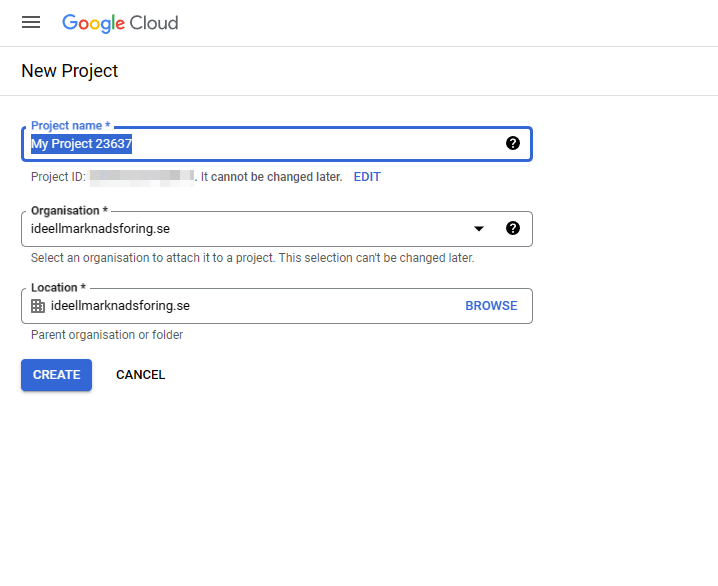 Google Cloud
New Project
Project name *
My Project 23637
Project ID: . It cannot be changed later. EDIT
Organisation *
ideellmarknadsforing.se
Select an organisation to attach it to a project. This selection can't be changed later.
Location *
ideellmarknadsforing.se BROWSE
Parent organisation or folder
CREATE CANCEL